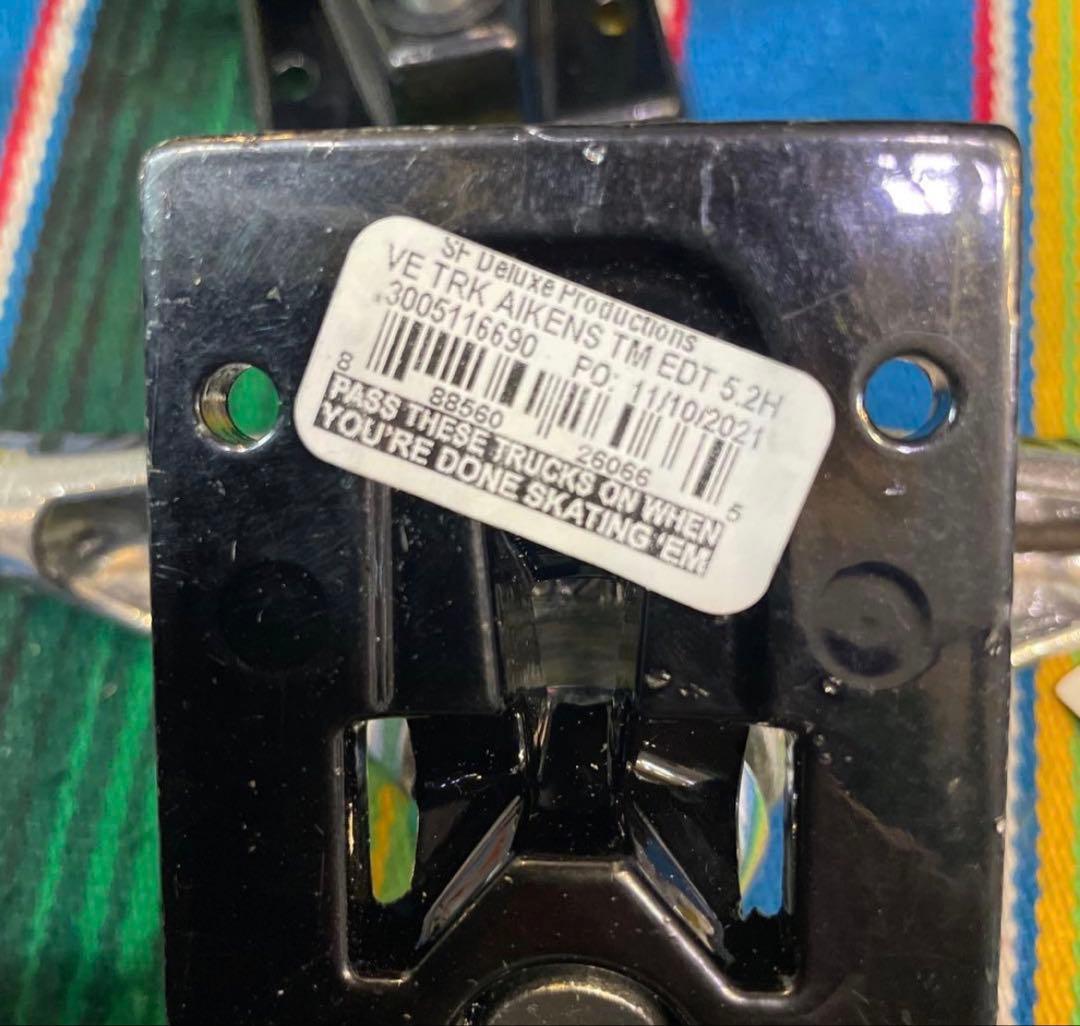 SF Deluxe Productions
VE TRK AIKENS TM EDT 5.2H
3005116690 PO: 11/10/2021
8 88560 26066 5
PASS THESE TRUCKS ON WHEN
YOU'RE DONE SKATING 'EM